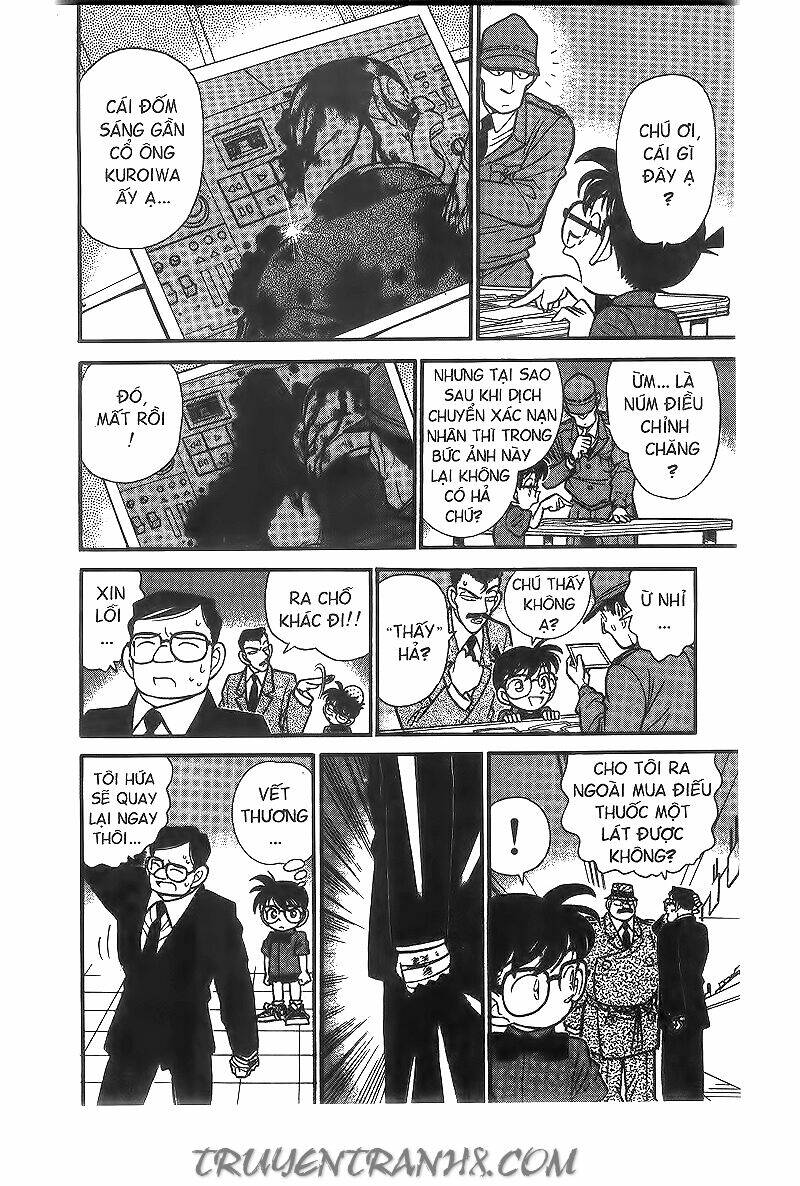 CHÚ ƠI,
CÁI GÌ
ĐÂY Ạ
?
CÁI ĐỐM
SÁNG GẦN
CỔ ÔNG
KUROIWA
ẤY Ạ...
ỪM... LÀ
NÚM ĐIỀU
CHỈNH
CHĂNG
?
NHƯNG TẠI SAO
SAU KHI DỊCH
CHUYỂN XÁC NẠN
NHÂN THÌ TRONG
BỨC ẢNH NÀY
LẠI KHÔNG
CÓ HẢ
CHÚ?
ĐÓ,
MẤT RỒI
!
Ừ NHỈ
...
CHÚ THẤY
KHÔNG
Ạ?
"THẤY"
HẢ?
RA CHỖ
KHÁC ĐI!!
XIN
LỖI
...
CHO TÔI RA
NGOÀI MUA ĐIẾU
THUỐC MỘT
LÁT ĐƯỢC
KHÔNG?
!
VẾT
THƯƠNG
...
TÔI HỨA
SẼ QUAY
LẠI NGAY
THÔI...
TRUYENTRANH8.COM